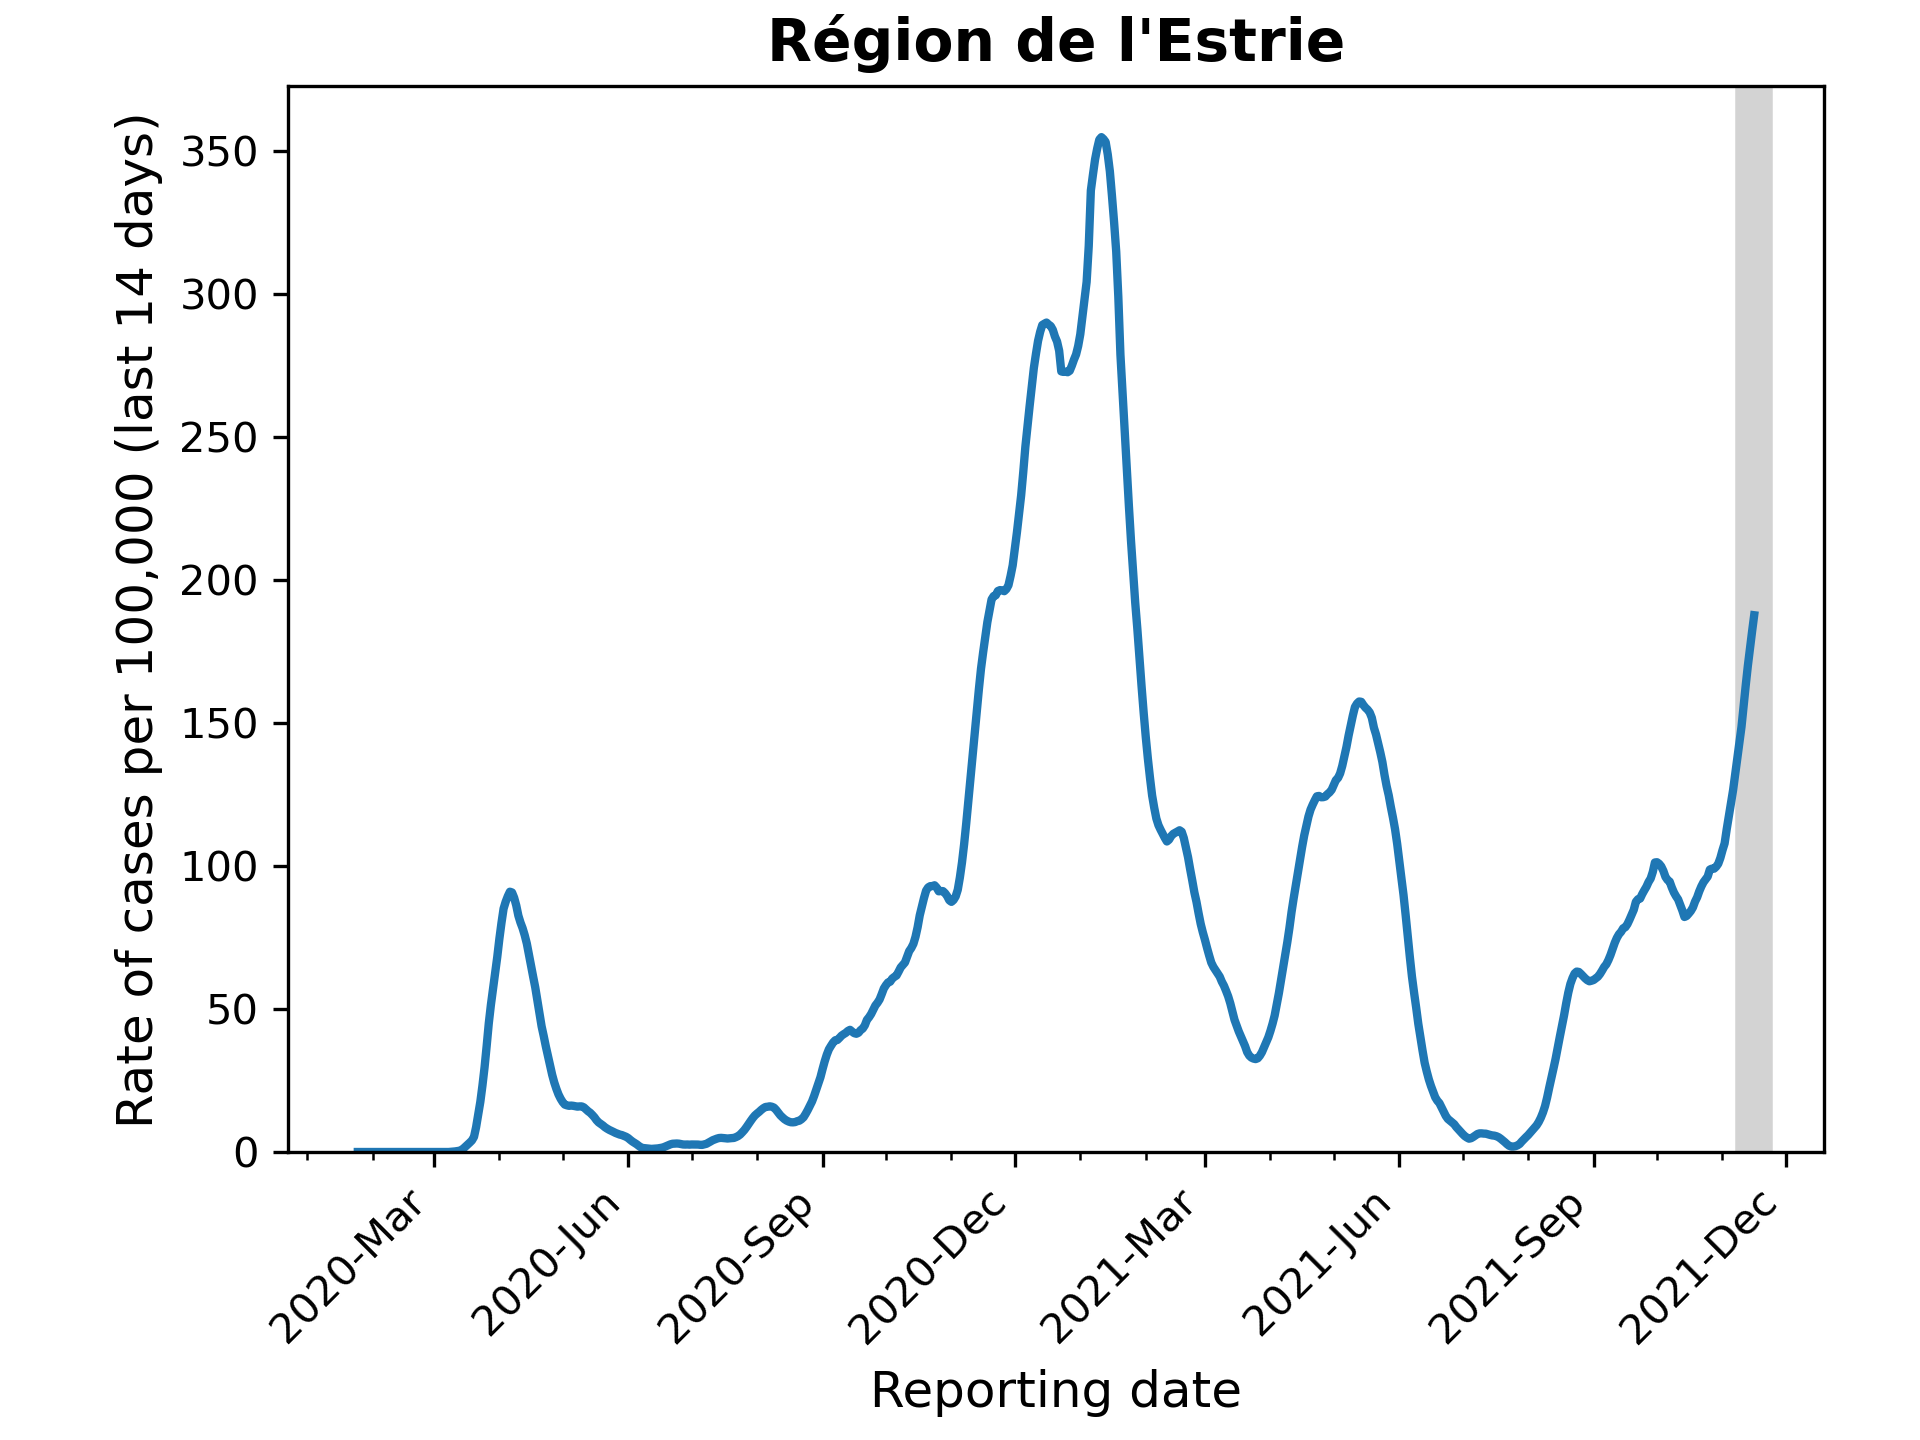 Région de l'Estrie
Rate of cases per 100,000 (last 14 days)
350
300
250
200
150
100
50
0
2020-Mar
2020-Jun
2020-Sep
2020-Dec
2021-Mar
2021-Jun
2021-Sep
2021-Dec
Reporting date